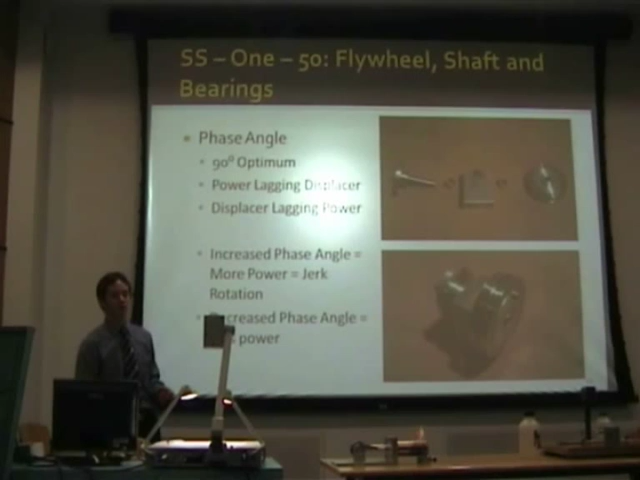 SS – One – 50: Flywheel, Shaft and
Bearings
Phase Angle
90⁰ Optimum
Power Lagging Displacer
Displacer Lagging Power
Increased Phase Angle =
More Power = Jerk
Rotation
Decreased Phase Angle =
power